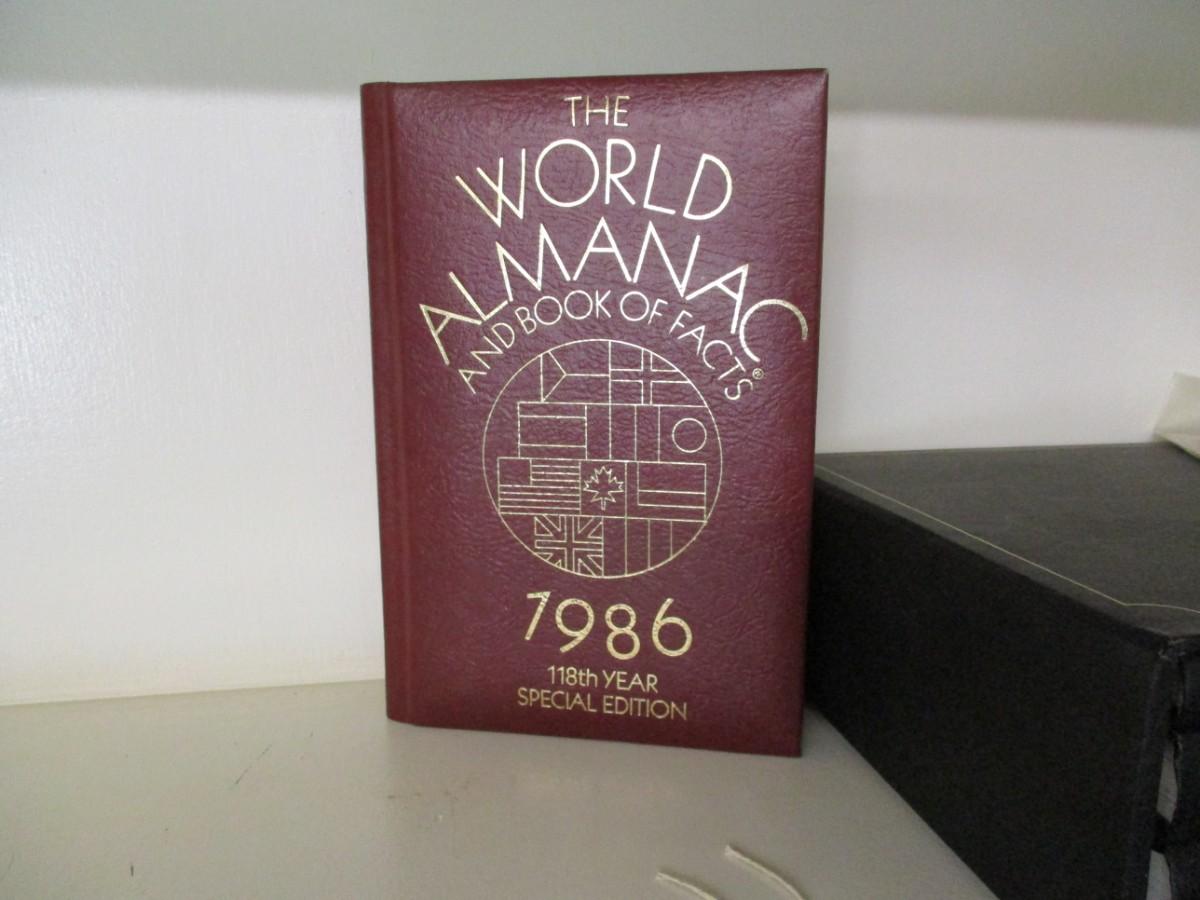 THE
WORLD
ALMANAC
AND BOOK OF FACTS®
1986
118th YEAR
SPECIAL EDITION